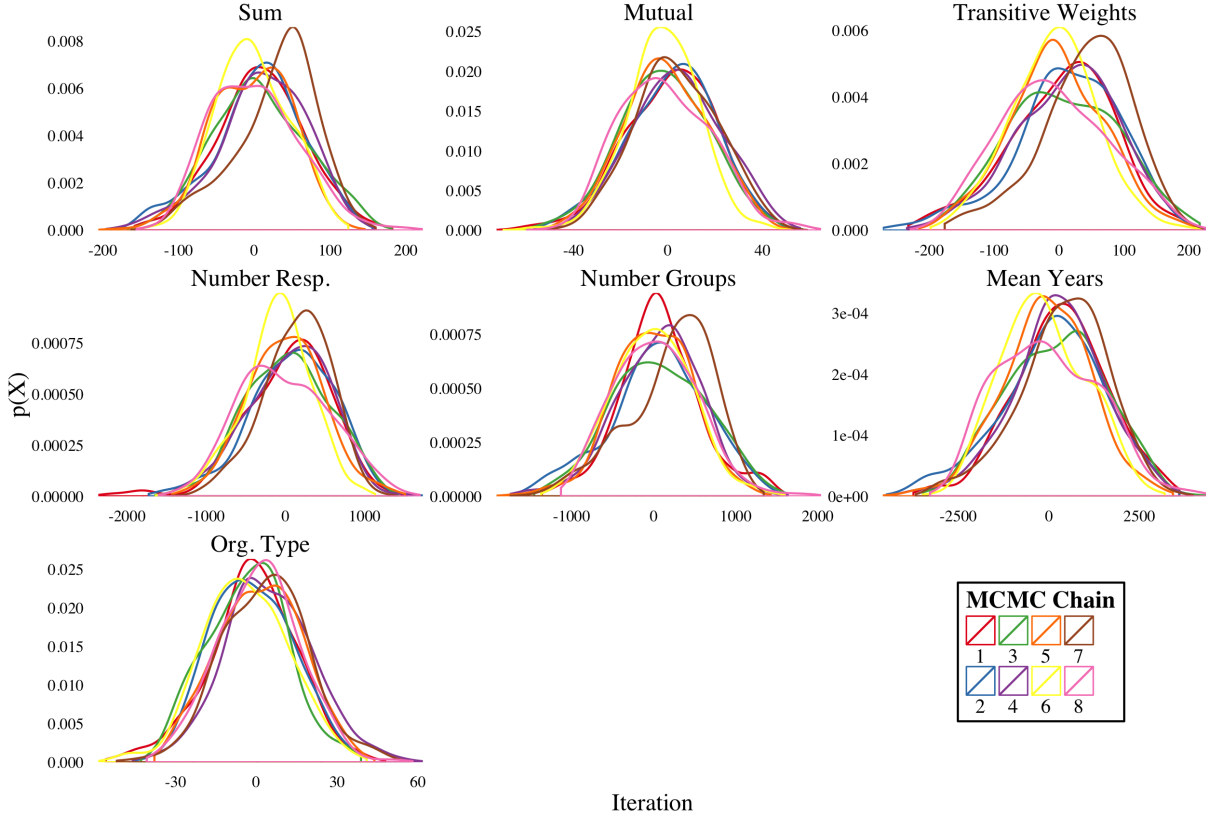 Sum
0.008
0.006
0.004
0.002
0.000
-200 -100 0 100 200
Mutual
0.025
0.020
0.015
0.010
0.005
0.000
-40 0 40
Transitive Weights
0.006
0.004
0.002
0.000
-200 -100 0 100 200
Number Resp.
p(X)
0.00075
0.00050
0.00025
0.00000
-2000 -1000 0 1000
Number Groups
0.00075
0.00050
0.00025
0.00000
-1000 0 1000 2000
Mean Years
3e-04
2e-04
1e-04
0e+00
-2500 0 2500
Org. Type
0.025
0.020
0.015
0.010
0.005
0.000
-30 0 30 60
MCMC Chain
1 3 5 7
2 4 6 8
Iteration